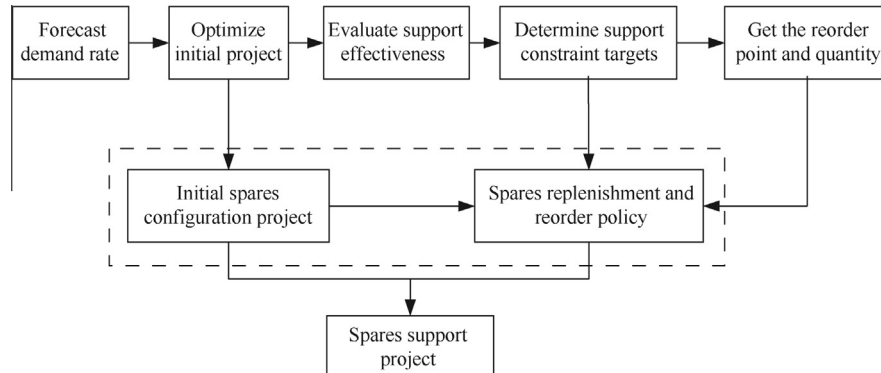 Forecast
demand rate
Optimize
initial project
Evaluate support
effectiveness
Determine support
constraint targets
Get the reorder
point and quantity
Initial spares
configuration project
Spares replenishment and
reorder policy
Spares support
project